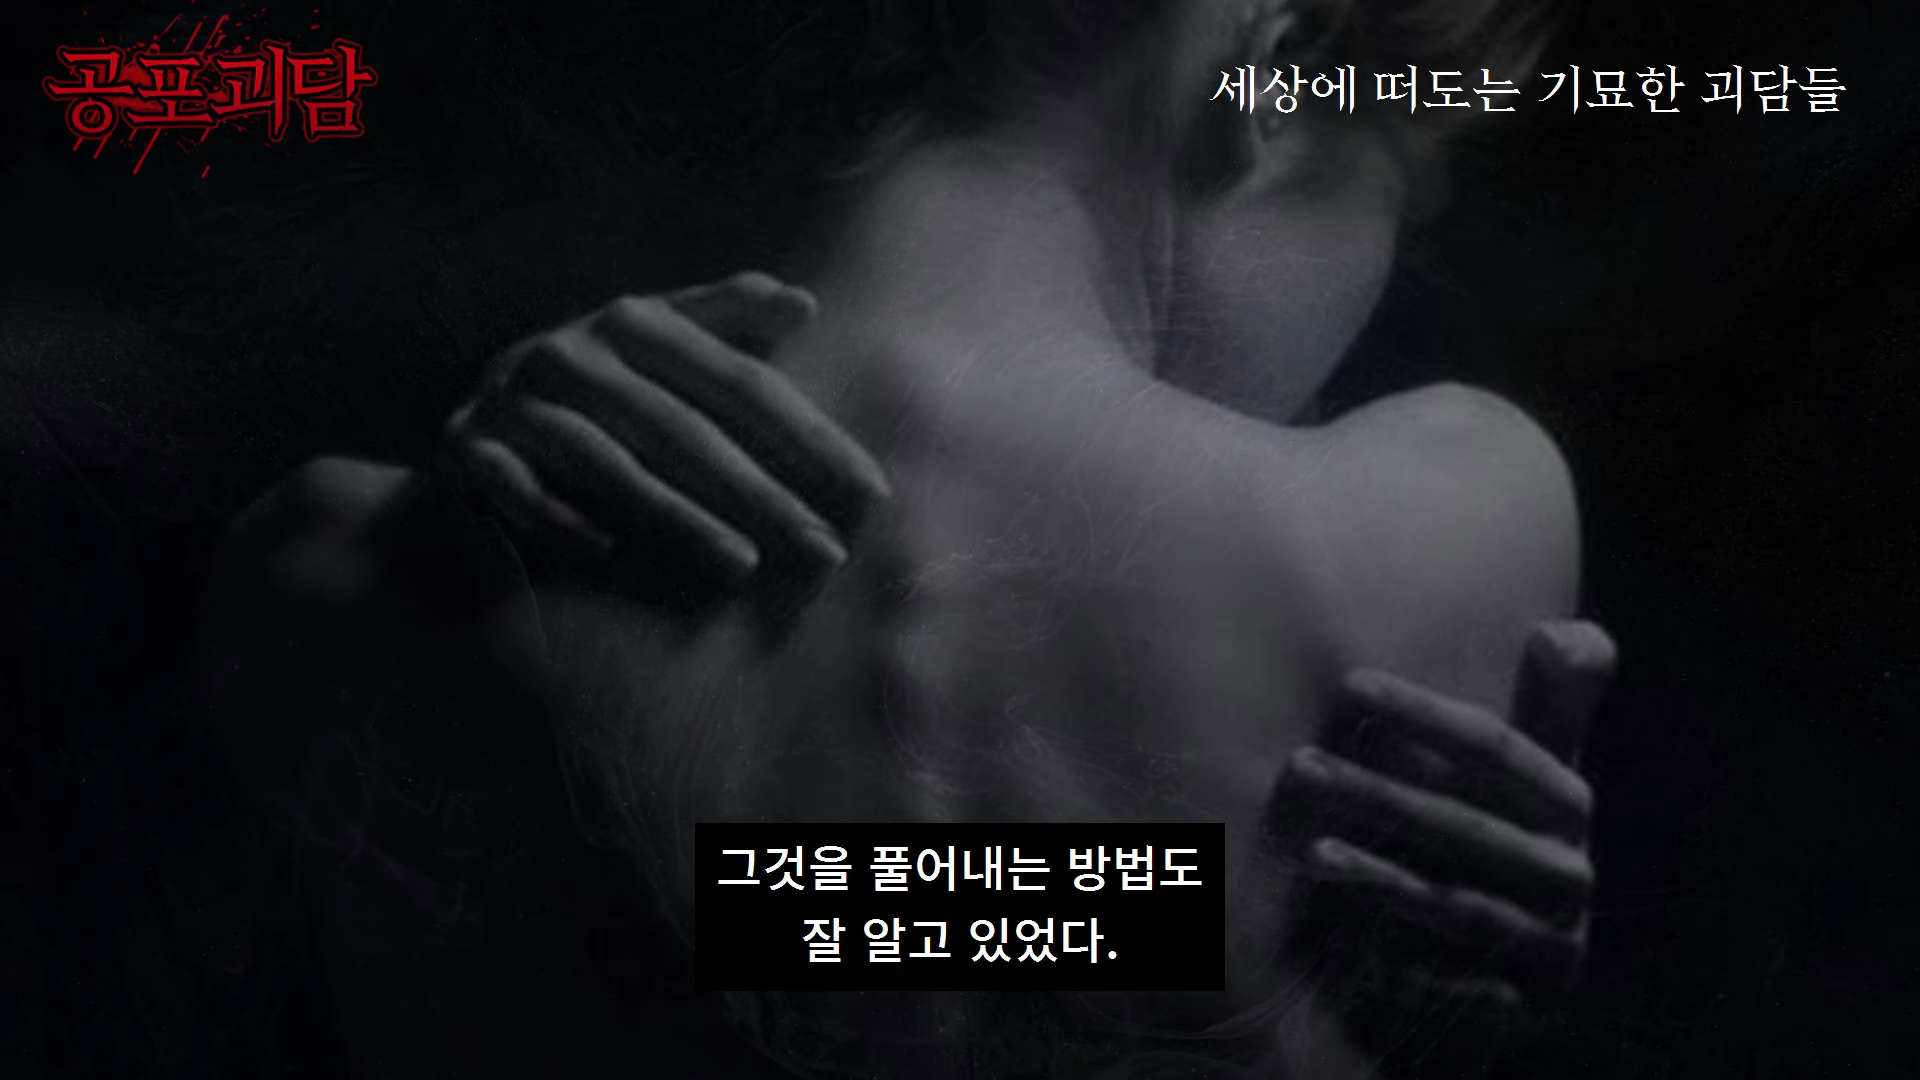 공포괴담
세상에 떠도는 기묘한 괴담들
그것을 풀어내는 방법도
잘 알고 있었다.